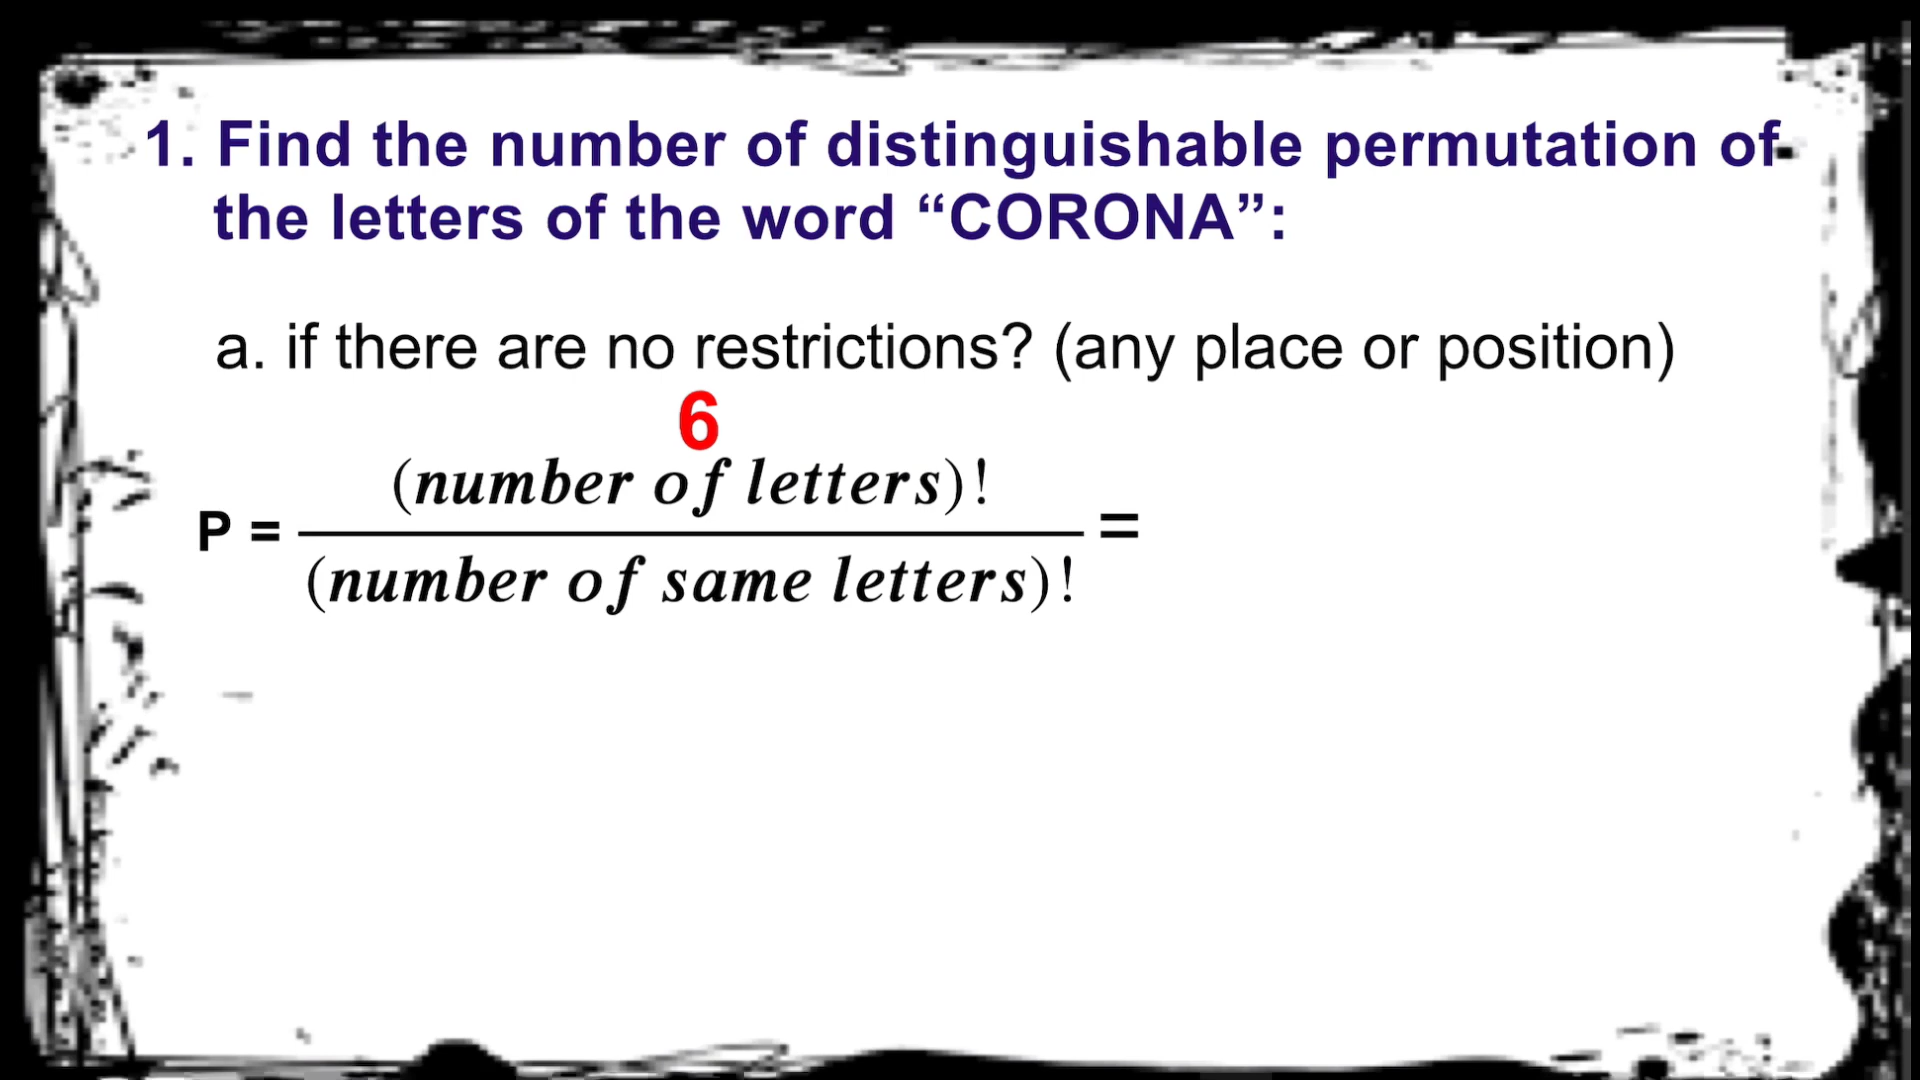 1. Find the number of distinguishable permutation of
the letters of the word “CORONA”:
a. if there are no restrictions? (any place or position)
6
(number of letters)!
P = =
(number of same letters)!